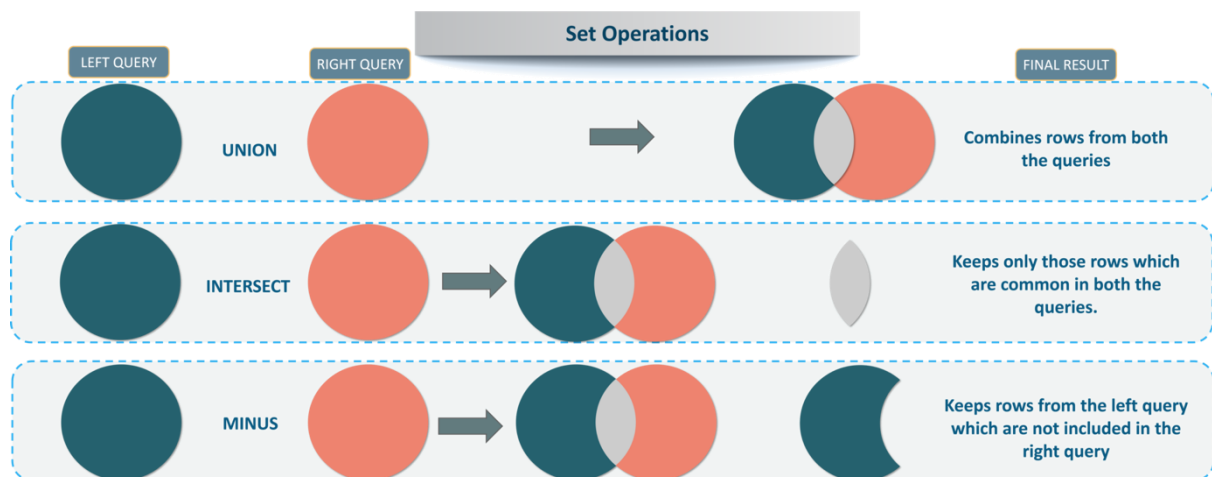 Set Operations
LEFT QUERY
RIGHT QUERY
FINAL RESULT
UNION
Combines rows from both
the queries
INTERSECT
Keeps only those rows which
are common in both the
queries.
MINUS
Keeps rows from the left query
which are not included in the
right query